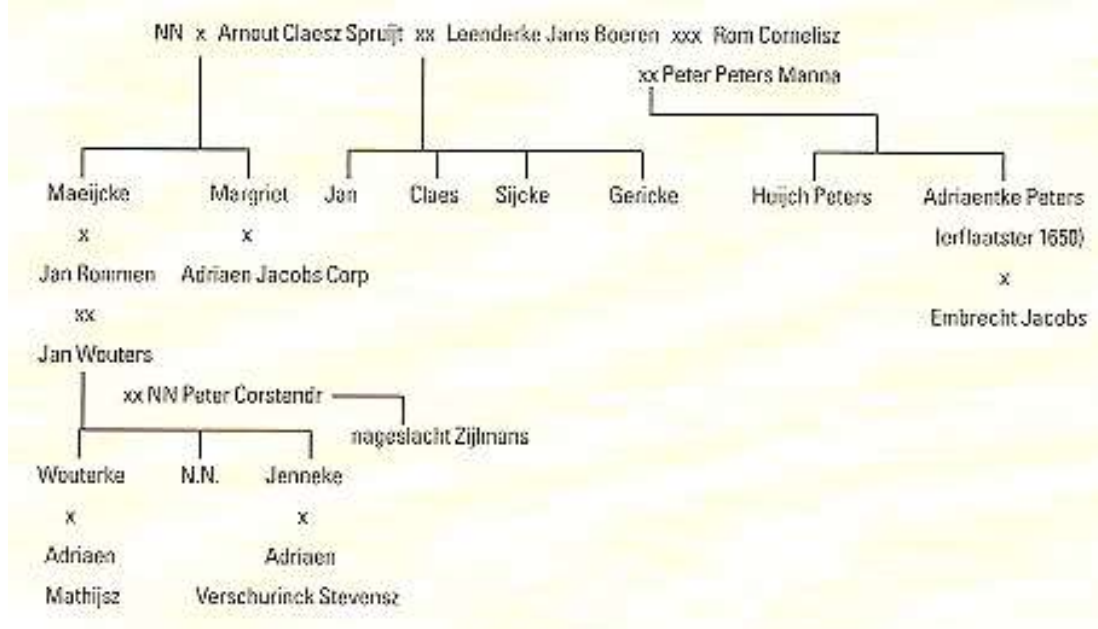 NN x Arnout Claesz Spruijt xx Leenderke Jans Boeren xxx Rom Cornelisz
xx Peter Peters Manna
Maeijcke Margriet Jan Claes Sijcke Gericke Huijch Peters Adriaentke Peters
x x (erflaatster 1650)
Jan Rommen Adriaen Jacobs Corp x
xx Embrecht Jacobs
Jan Wouters
xx NN Peter Corstendr
nageslacht Zijlmans
Wouterke N.N. Jenneke
x x
Adriaen Adriaen
Mathijsz Verschurinck Stevensz